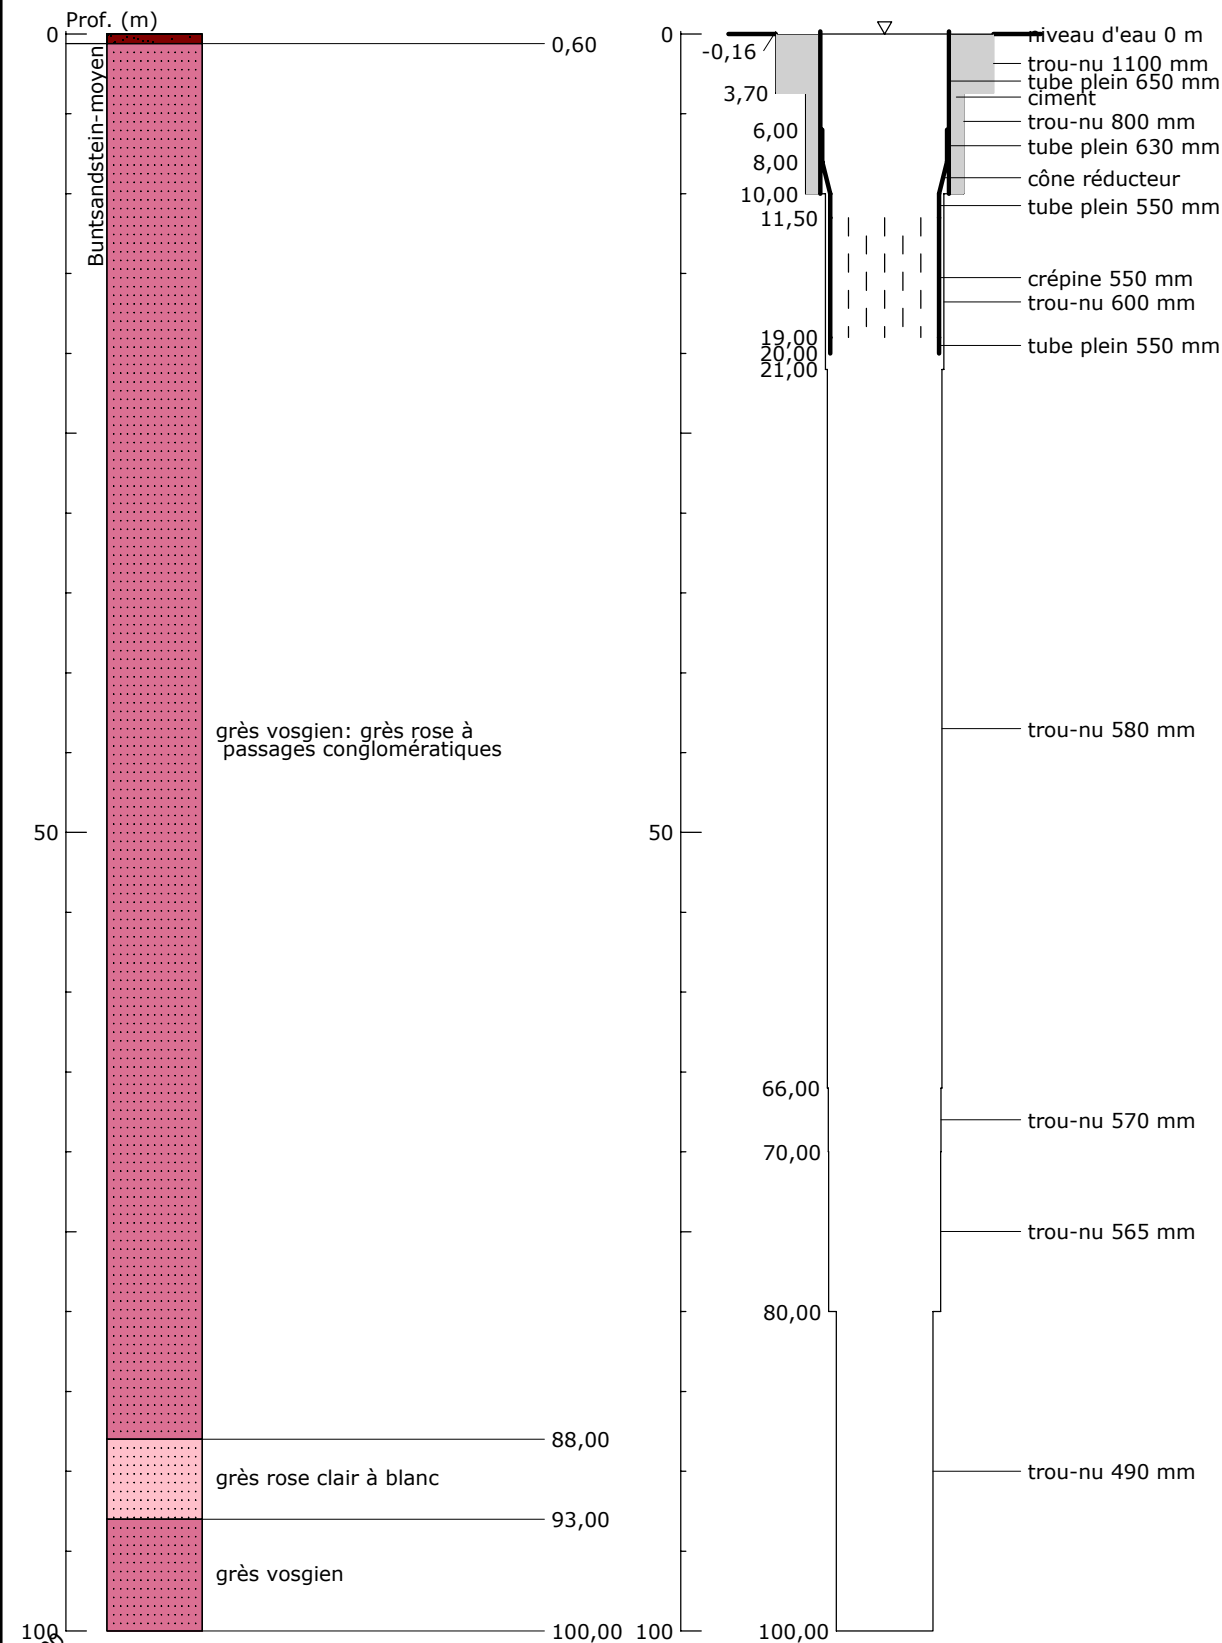 Prof. (m)
0
0,60
Buntsandstein-moyen
grès vosgien: grès rose à
passages conglomératiques
50
88,00
grès rose clair à blanc
93,00
grès vosgien
100
100,00
0
niveau d'eau 0 m
-0,16
trou-nu 1100 mm
tube plein 650 mm
3,70
ciment
trou-nu 800 mm
6,00
tube plein 630 mm
8,00
cône réducteur
10,00
tube plein 550 mm
11,50
crépine 550 mm
trou-nu 600 mm
19,00
tube plein 550 mm
20,00
21,00
trou-nu 580 mm
50
66,00
trou-nu 570 mm
70,00
trou-nu 565 mm
80,00
trou-nu 490 mm
100
100,00